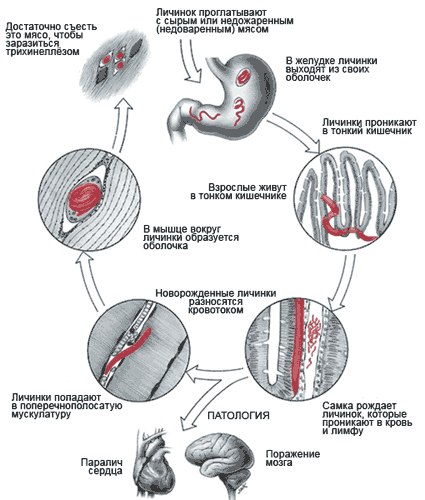 Достаточно съесть
это мясо, чтобы
заразиться
трихинеллёзом
Личинок проглатывают
с сырым или недожаренным
(недоваренным) мясом
В желудке личинки
выходят из своих
оболочек
Личинки проникают
в тонкий кишечник
Взрослые живут
в тонком кишечнике
В мышце вокруг
личинки образуется
оболочка
Новорожденные личинки
разносятся
кровотоком
Личинки попадают
в поперечнополосатую
мускулатуру
Самка рождает
личинок, которые
проникают в кровь
и лимфу
ПАТОЛОГИЯ
Паралич
сердца
Поражение
мозга